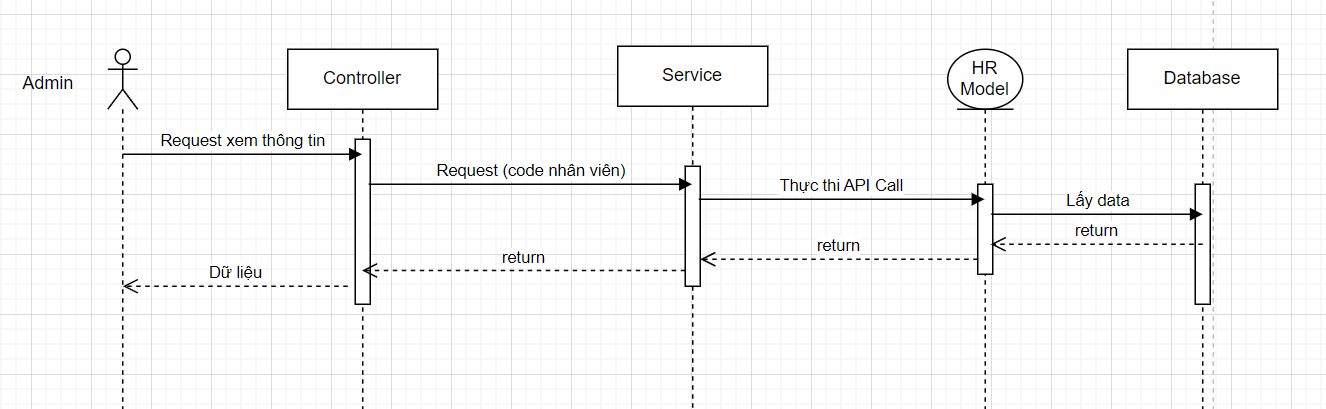 Admin
Controller
Service
HR
Model
Database
Request xem thông tin
Request (code nhân viên)
Thực thi API Call
Lấy data
return
return
return
Dữ liệu